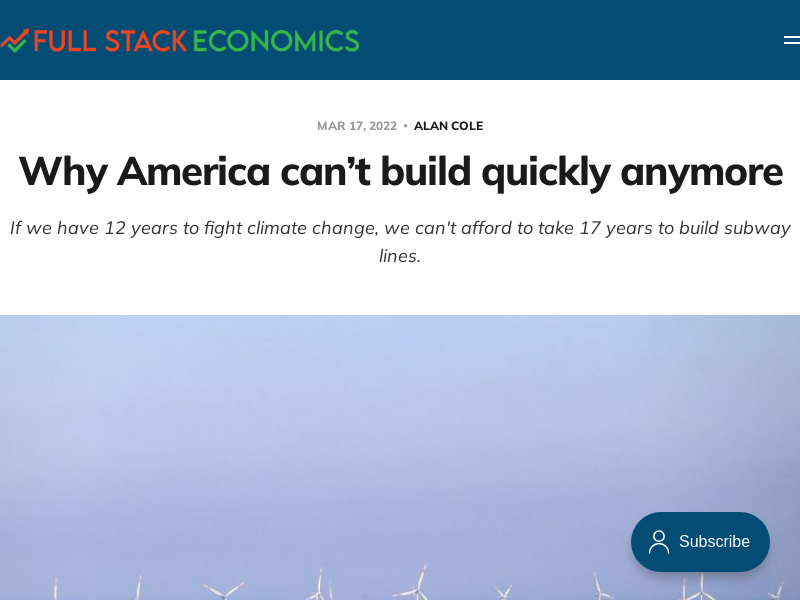 FULL STACK ECONOMICS
MAR 17, 2022 • ALAN COLE
Why America can’t build quickly anymore
If we have 12 years to fight climate change, we can't afford to take 17 years to build subway
lines.
Subscribe